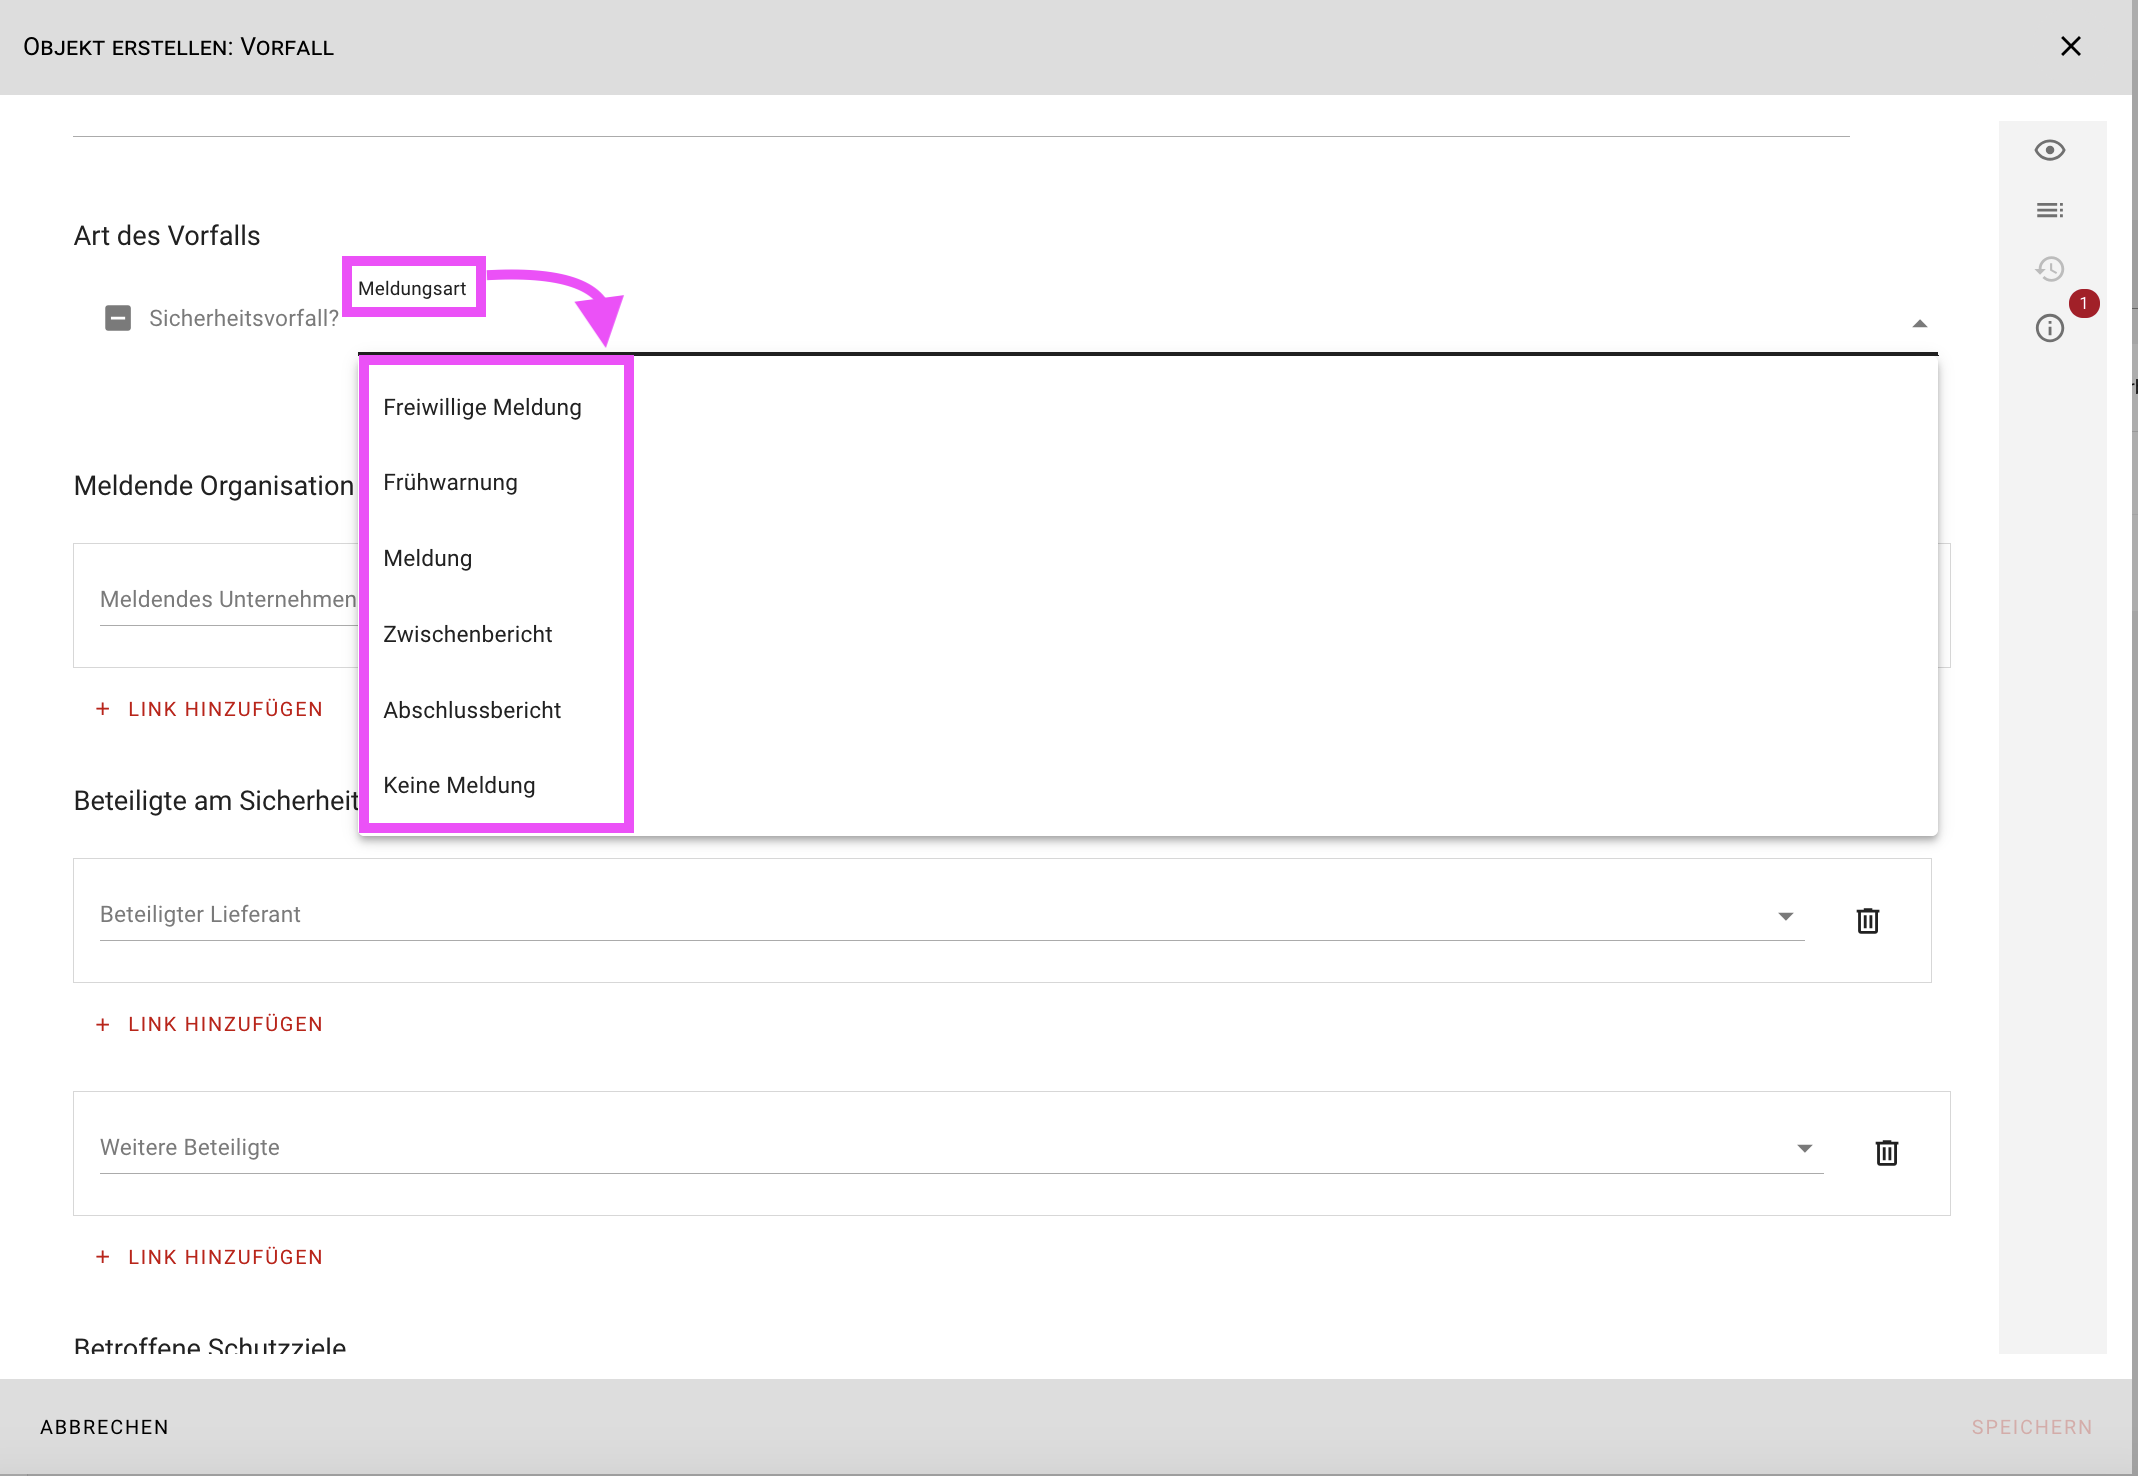 Objekt erstellen: Vorfall
Art des Vorfalls
Meldungsart
Sicherheitsvorfall?
1
Freiwillige Meldung
Frühwarnung
Meldung
Zwischenbericht
Abschlussbericht
Keine Meldung
Meldende Organisation
Meldendes Unternehmen
+ LINK HINZUFÜGEN
Beteiligte am Sicherheit
Beteiligter Lieferant
+ LINK HINZUFÜGEN
Weitere Beteiligte
+ LINK HINZUFÜGEN
Betroffene Schutzziele
ABBRECHEN
SPEICHERN